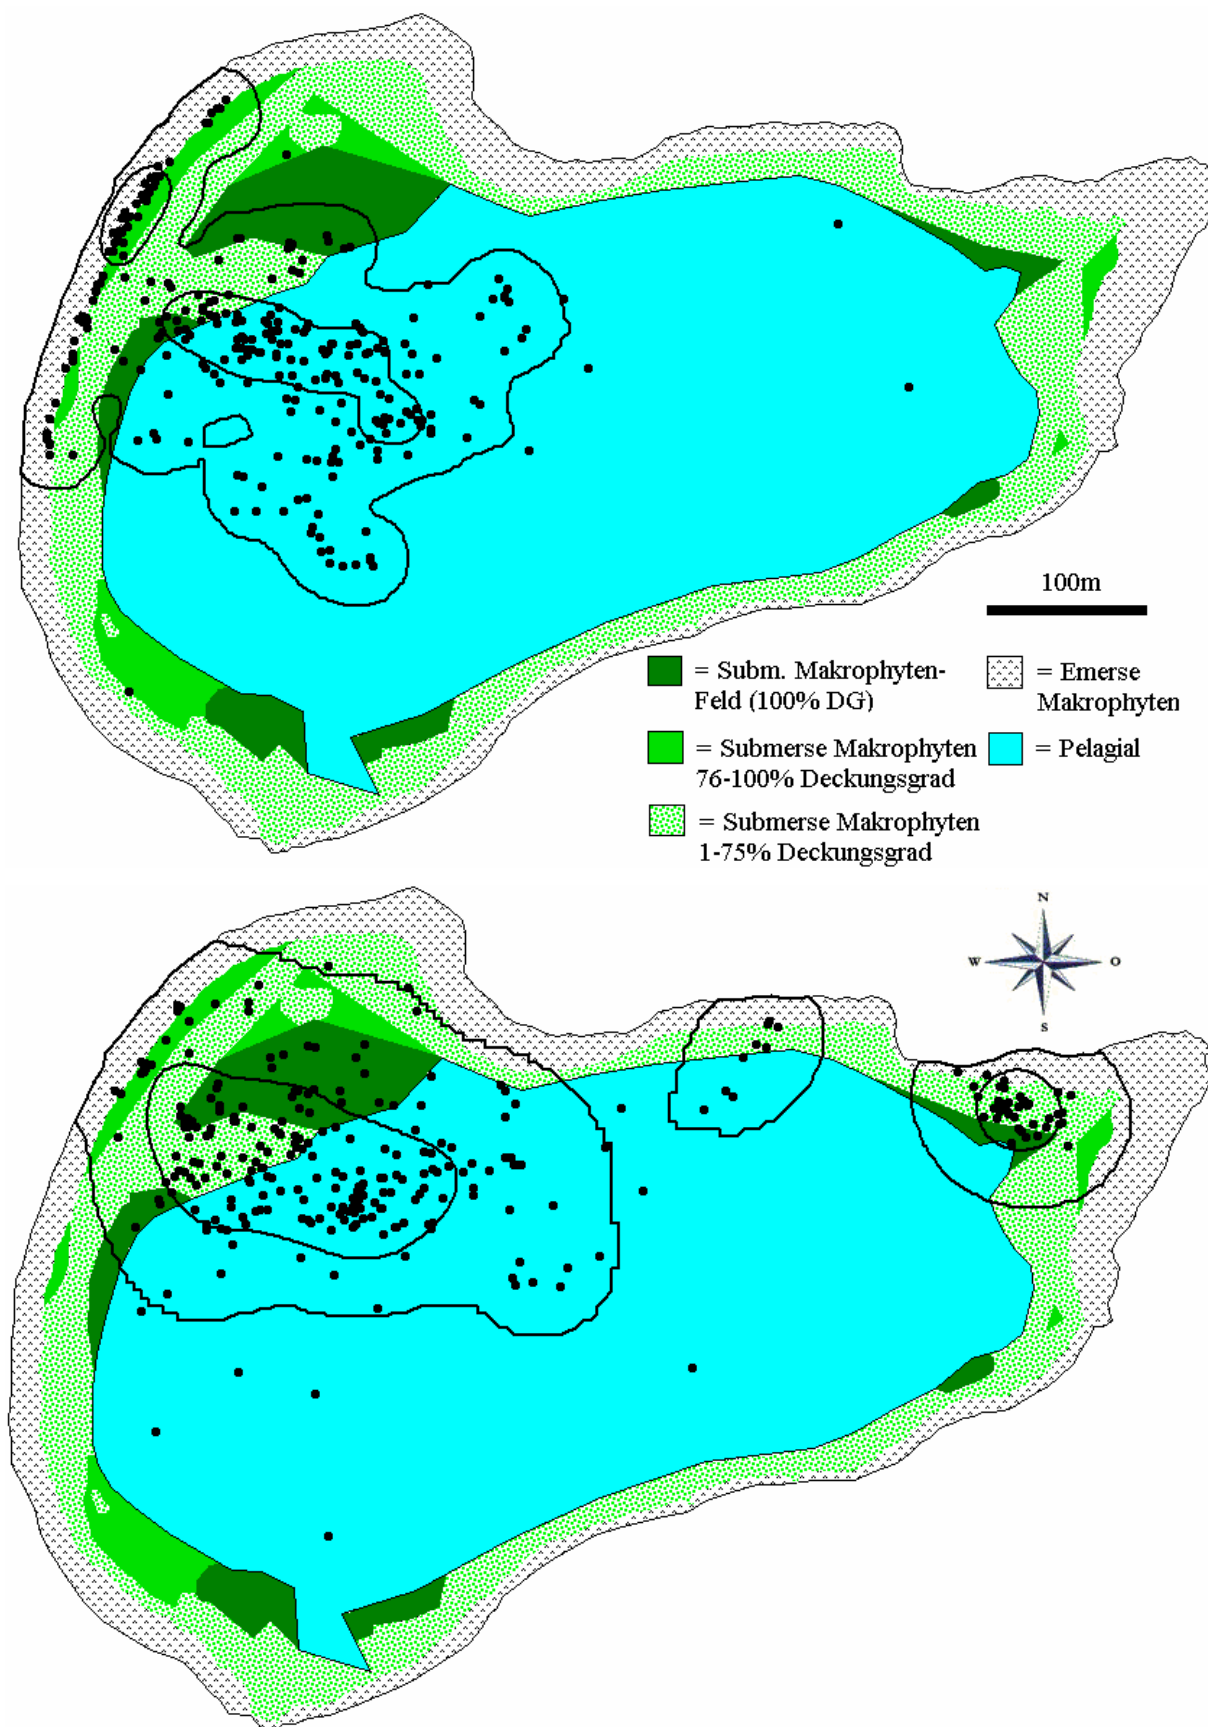 100m
= Subm. Makrophyten-
Feld (100% DG)
= Emerse
Makrophyten
= Submerse Makrophyten
76-100% Deckungsgrad
= Pelagial
= Submerse Makrophyten
1-75% Deckungsgrad
N
W
O
S